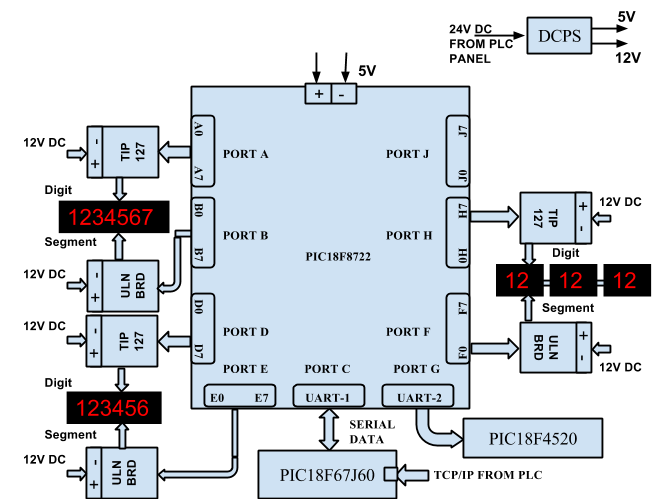 24V DC
FROM PLC
PANEL
DCPS
5V
12V
5V
+ -
12V DC
- +
TIP
127
A0
A7
PORT A
PORT J
J7
J0
Digit
1234567
Segment
B0
B7
PORT B
PORT H
H7
H0
TIP
127
+ -
12V DC
PIC18F8722
Digit
12 12 12
Segment
12V DC
- +
ULN
BRD
12V DC
- +
TIP
127
D0
D7
PORT D
PORT F
F7
F0
ULN
BRD
+ -
12V DC
PORT E
PORT C
PORT G
Digit
123456
Segment
E0 E7
UART-1
UART-2
SERIAL
DATA
PIC18F4520
12V DC
- +
ULN
BRD
PIC18F67J60
TCP/IP FROM PLC